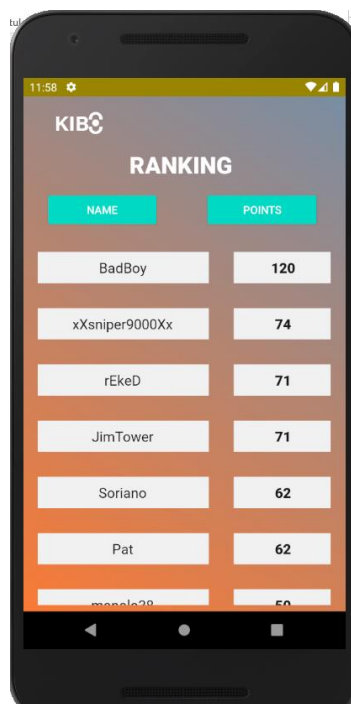 11:58
KIBO
RANKING
NAME POINTS
BadBoy 120
xXsniper9000Xx 74
rEkeD 71
JimTower 71
Soriano 62
Pat 62